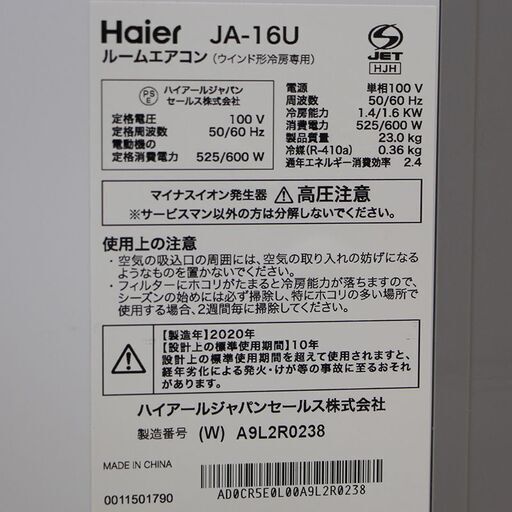 Haier JA-16U
ルームエアコン (ウインド形冷房専用)
JET
HJH
PS
E
ハイアールジャパン
セールス株式会社
定格電圧 100 V
定格周波数 50/60 Hz
電動機の
定格消費電力 525/600 W
電源 単相100 V
周波数 50/60 Hz
冷房能力 1.4/1.6 KW
消費電力 525/600 W
製品質量 23.0 kg
冷媒(R-410a) 0.36 kg
通年エネルギー消費効率 2.4
マイナスイオン発生器 高圧注意
※サービスマン以外の方は分解しないでください。
使用上の注意
・空気の吸込口の周囲には、空気の取り入れの妨げになる
ようなものを置かないでください。
・フィルターにホコリがたまると冷房能力が落ちますので、
シーズンの始めには必ず掃除し、特にホコリの多い場所で
使用する場合、2週間毎に掃除してください。
【製造年】2020年
【設計上の標準使用期間】10年
設計上の標準使用期間を超えて使用されますと、
経年劣化による発火・けが等の事故に至るおそれ
があります。
ハイアールジャパンセールス株式会社
製造番号 (W) A9L2R0238
MADE IN CHINA
0011501790
AD0CR5E0L00A9L2R0238